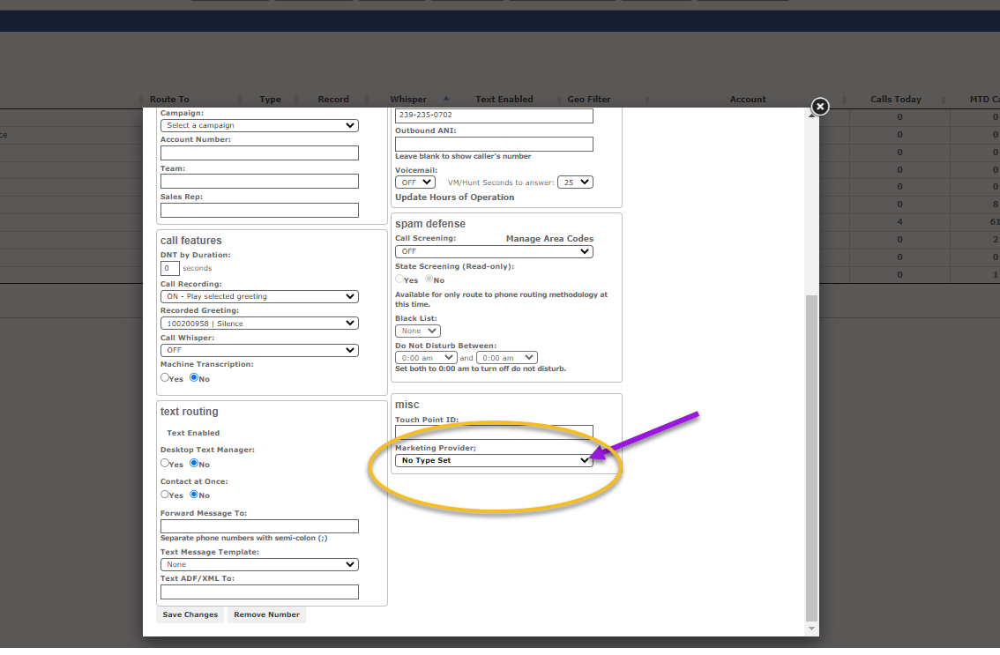 Route To Type Record Whisper Text Enabled Geo Filter Account Calls Today MTD Ca
Campaign:
Select a campaign
Account Number:
Team:
Sales Rep:
239-235-0702
Outbound ANI:
Leave blank to show caller's number
Voicemail:
OFF VM/Hunt Seconds to answer: 25
Update Hours of Operation
call features
DNT by Duration:
0 seconds
Call Recording:
ON - Play selected greeting
Recorded Greeting:
100200958 | Silence
Call Whisper:
OFF
Machine Transcription:
Yes No
spam defense
Call Screening: Manage Area Codes
OFF
State Screening (Read-only):
Yes No
Available for only route to phone routing methodology at
this time.
Black List:
None
Do Not Disturb Between:
0:00 am and 0:00 am
Set both to 0:00 am to turn off do not disturb.
text routing
Text Enabled
Desktop Text Manager:
Yes No
Contact at Once:
Yes No
Forward Message To:
Separate phone numbers with semi-colon (;)
Text Message Template:
None
Text ADF/XML To:
misc
Touch Point ID:
Marketing Provider;
No Type Set
Save Changes Remove Number
ce
0
0
0
0
0
0 8
4 61
0 2
0
0 1